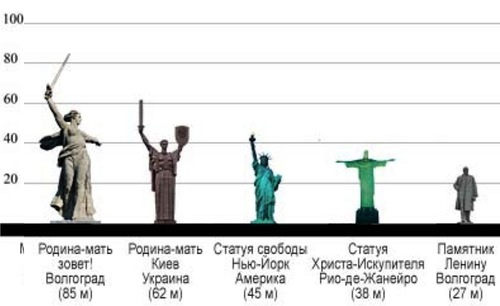 100
80
60
40
20
Родина-мать
зовет!
Волгоград
(85 м)
Родина-мать
Киев
Украина
(62 м)
Статуя свободы
Нью-Йорк
Америка
(45 м)
Статуя
Христа-Искупителя
Рио-де-Жанейро
(38 м)
Памятник
Ленину
Волгоград
(27 м)